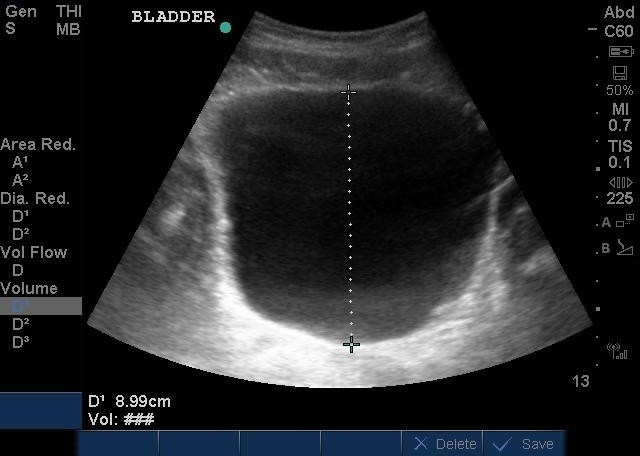 Gen
THI
S
MB
BLADDER
Abd
C60
50%
MI
0.7
TIS
0.1
225
A
B
Area Red.
A¹
A²
Dia. Red.
D¹
D²
Vol Flow
D
Volume
D¹
D²
D³
13
D¹ 8.99cm
Vol: ###
Delete
Save